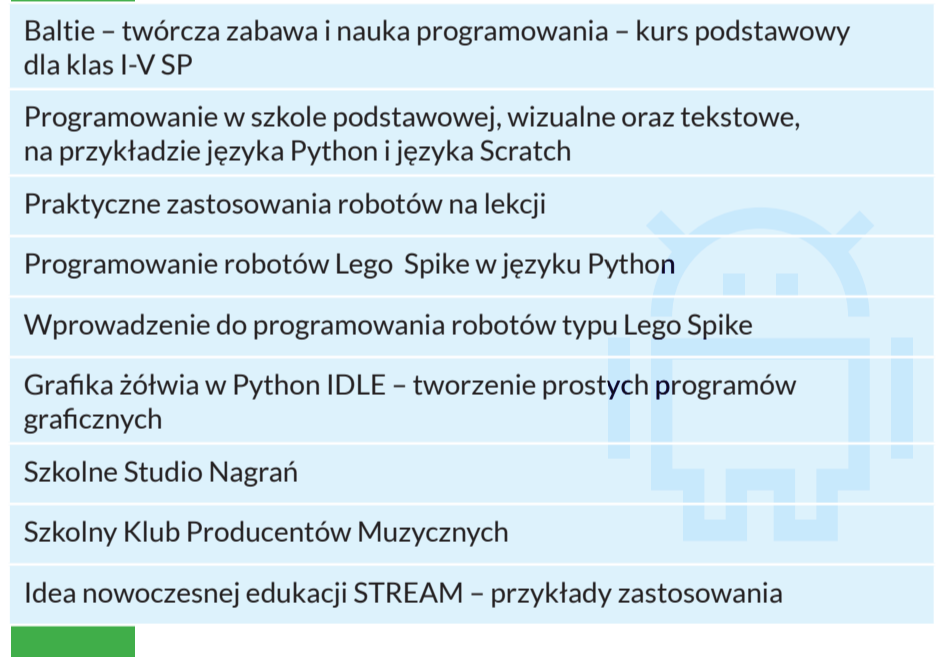 Baltie – twórcza zabawa i nauka programowania – kurs podstawowy
dla klas I-V SP
Programowanie w szkole podstawowej, wizualne oraz tekstowe,
na przykładzie języka Python i języka Scratch
Praktyczne zastosowania robotów na lekcji
Programowanie robotów Lego Spike w języku Python
Wprowadzenie do programowania robotów typu Lego Spike
Grafika żółwia w Python IDLE – tworzenie prostych programów
graficznych
Szkolne Studio Nagrań
Szkolny Klub Producentów Muzycznych
Idea nowoczesnej edukacji STREAM – przykłady zastosowania